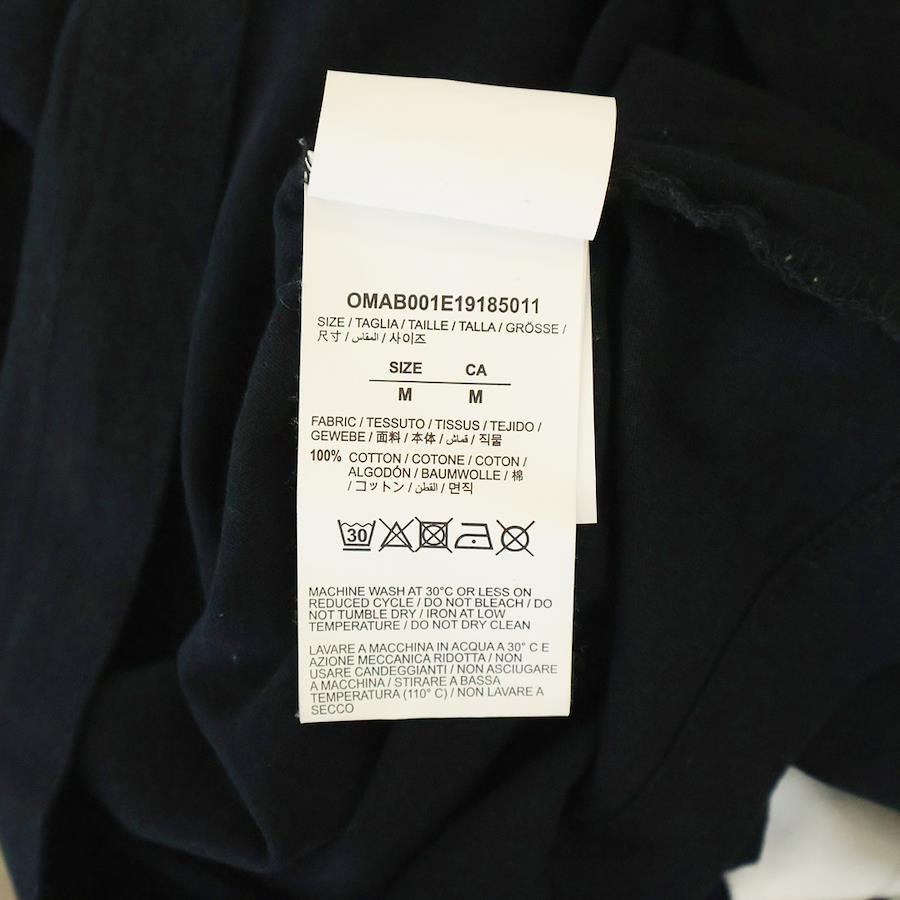 OMAB001E19185011
SIZE / TAGLIA / TAILLE / TALLA / GRÖSSE /
尺寸 / المقاس / 사이즈
SIZE CA
M M
FABRIC / TESSUTO / TISSUS / TEJIDO /
GEWEBE / 面料 / 本体 / قماش / 직물
100% COTTON / COTONE / COTON /
ALGODÓN / BAUMWOLLE / 棉
/ コットン / القطن / 면직
30
MACHINE WASH AT 30°C OR LESS ON
REDUCED CYCLE / DO NOT BLEACH / DO
NOT TUMBLE DRY / IRON AT LOW
TEMPERATURE / DO NOT DRY CLEAN
LAVARE A MACCHINA IN ACQUA A 30° C E
AZIONE MECCANICA RIDOTTA / NON
USARE CANDEGGIANTI / NON ASCIUGARE
A MACCHINA / STIRARE A BASSA
TEMPERATURA (110° C) / NON LAVARE A
SECCO